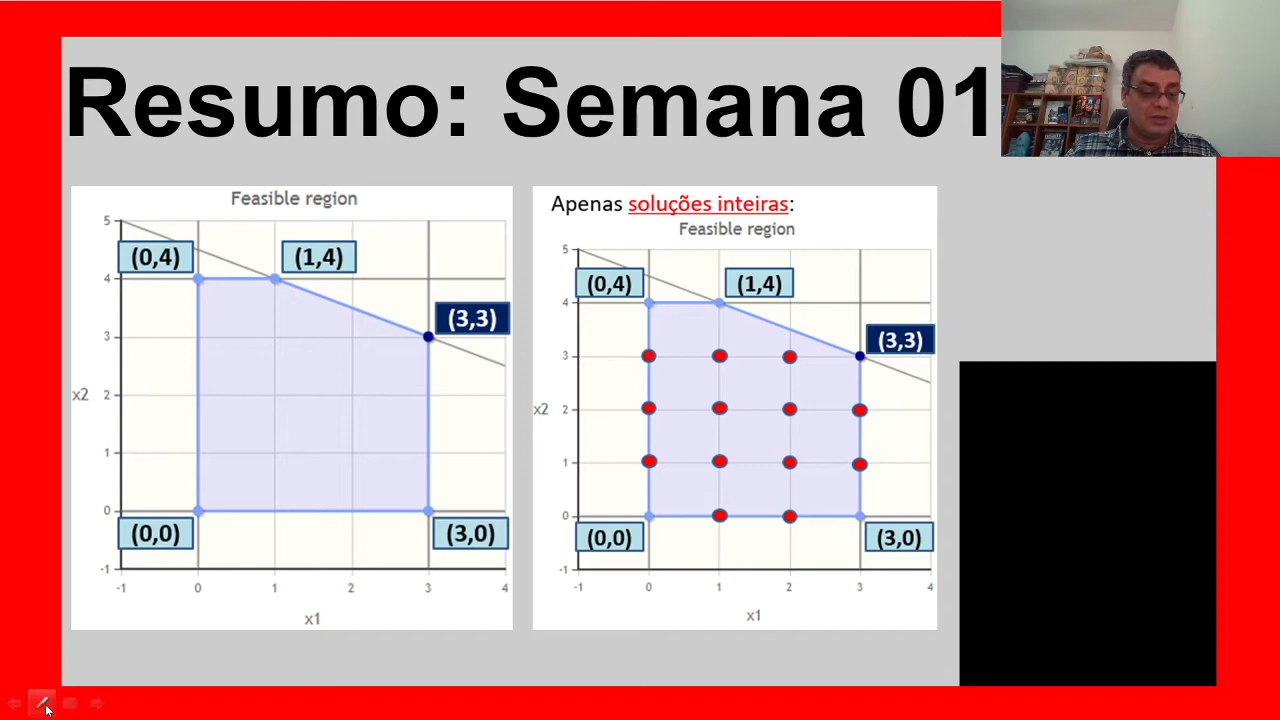 Resumo: Semana 01
Feasible region
5
(0,4)
(1,4)
4
(3,3)
3
x2
2
1
0
(0,0)
(3,0)
-1
-1 0 1 2 3 4
x1
Apenas soluções inteiras:
Feasible region
5
(0,4)
(1,4)
4
(3,3)
3
x2
2
1
0
(0,0)
(3,0)
-1
-1 0 1 2 3 4
x1